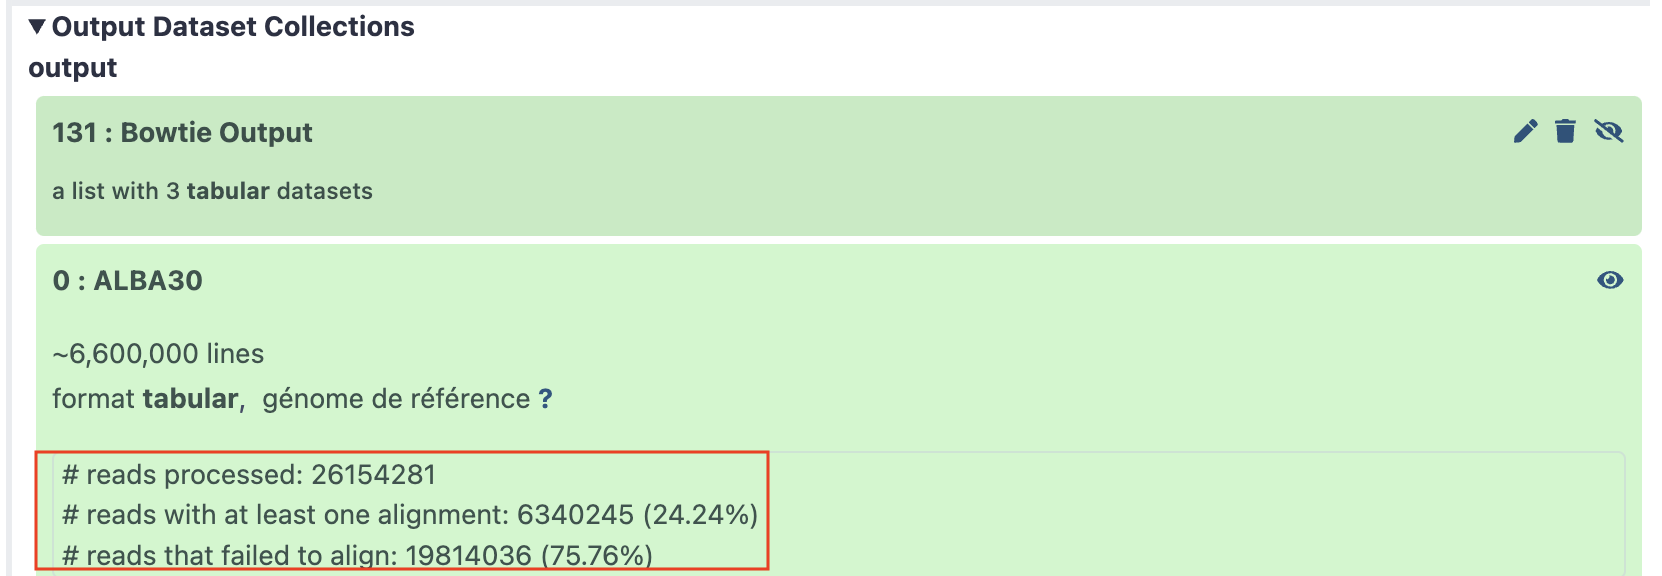 Output Dataset Collections
output
131 : Bowtie Output
a list with 3 tabular datasets
0 : ALBA30
~6,600,000 lines
format tabular, génome de référence ?
# reads processed: 26154281
# reads with at least one alignment: 6340245 (24.24%)
# reads that failed to align: 19814036 (75.76%)